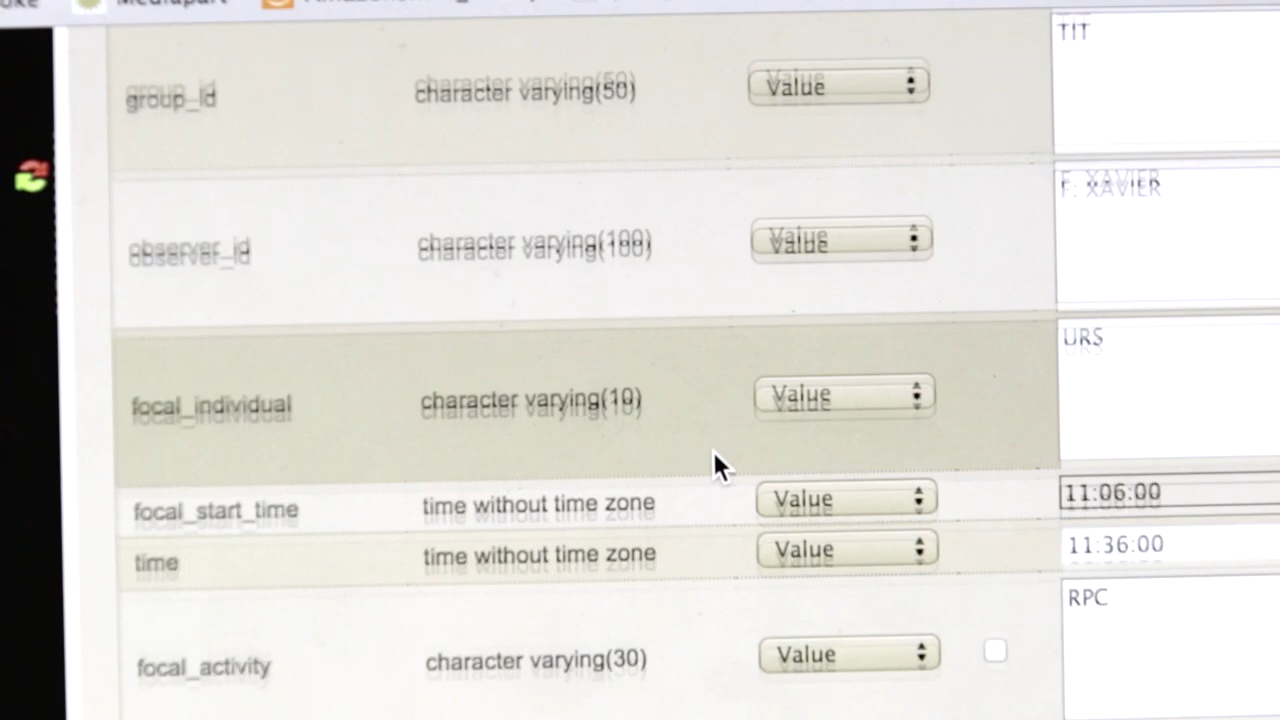 Mediapart
group_id character varying(50) Value TIT
observer_id character varying(100) Value F. XAVIER
focal_individual character varying(10) Value URS
focal_start_time time without time zone Value 11:06:00
time time without time zone Value 11:36:00
focal_activity character varying(30) Value RPC